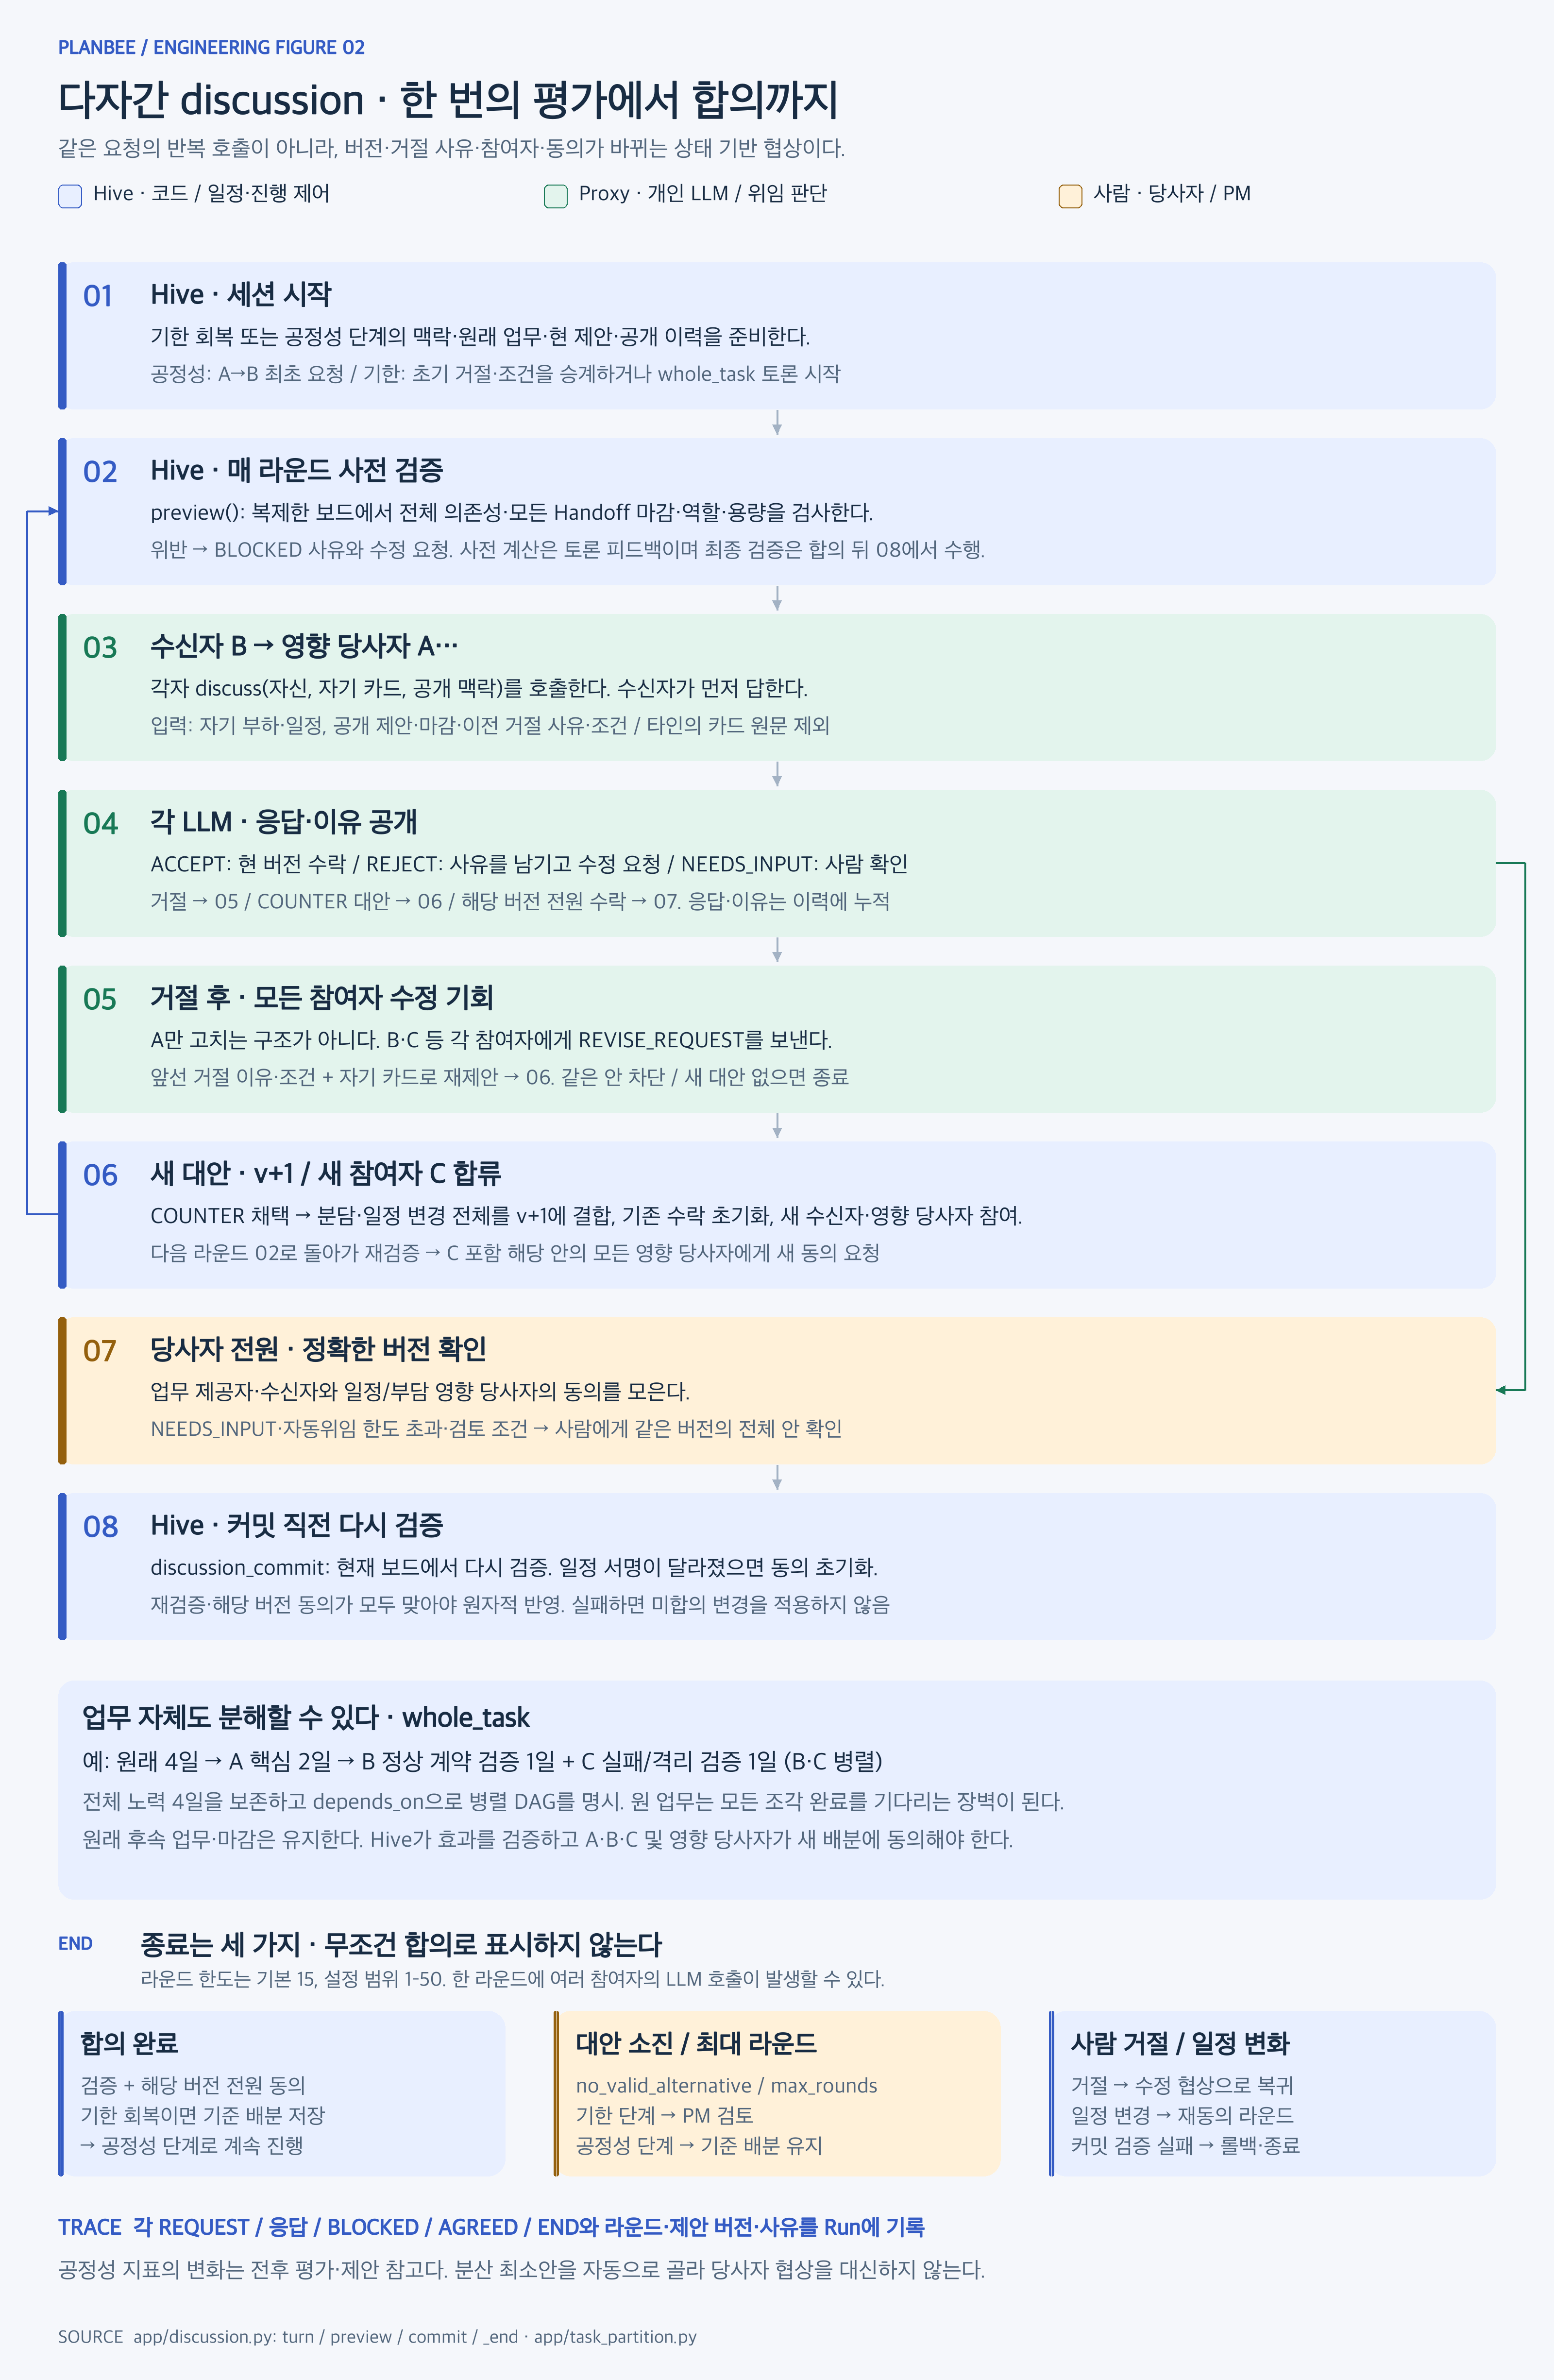 PLANBEE / ENGINEERING FIGURE 02
다자간 discussion · 한 번의 평가에서 합의까지
같은 요청의 반복 호출이 아니라, 버전·거절 사유·참여자·동의가 바뀌는 상태 기반 협상이다.
Hive · 코드 / 일정·진행 제어
Proxy · 개인 LLM / 위임 판단
사람 · 당사자 / PM
01 Hive · 세션 시작
기한 회복 또는 공정성 단계의 맥락·원래 업무·현 제안·공개 이력을 준비한다.
공정성: A→B 최초 요청 / 기한: 초기 거절·조건을 승계하거나 whole_task 토론 시작
02 Hive · 매 라운드 사전 검증
preview(): 복제한 보드에서 전체 의존성·모든 Handoff 마감·역할·용량을 검사한다.
위반 → BLOCKED 사유와 수정 요청. 사전 계산은 토론 피드백이며 최종 검증은 합의 뒤 08에서 수행.
03 수신자 B → 영향 당사자 A⋯
각자 discuss(자신, 자기 카드, 공개 맥락)를 호출한다. 수신자가 먼저 답한다.
입력: 자기 부하·일정, 공개 제안·마감·이전 거절 사유·조건 / 타인의 카드 원문 제외
04 각 LLM · 응답·이유 공개
ACCEPT: 현 버전 수락 / REJECT: 사유를 남기고 수정 요청 / NEEDS_INPUT: 사람 확인
거절 → 05 / COUNTER 대안 → 06 / 해당 버전 전원 수락 → 07. 응답·이유는 이력에 누적
05 거절 후 · 모든 참여자 수정 기회
A만 고치는 구조가 아니다. B·C 등 각 참여자에게 REVISE_REQUEST를 보낸다.
앞선 거절 이유·조건 + 자기 카드로 재제안 → 06. 같은 안 차단 / 새 대안 없으면 종료
06 새 대안 · v+1 / 새 참여자 C 합류
COUNTER 채택 → 분담·일정 변경 전체를 v+1에 결합, 기존 수락 초기화, 새 수신자·영향 당사자 참여.
다음 라운드 02로 돌아가 재검증 → C 포함 해당 안의 모든 영향 당사자에게 새 동의 요청
07 당사자 전원 · 정확한 버전 확인
업무 제공자·수신자와 일정/부담 영향 당사자의 동의를 모은다.
NEEDS_INPUT·자동위임 한도 초과·검토 조건 → 사람에게 같은 버전의 전체 안 확인
08 Hive · 커밋 직전 다시 검증
discussion_commit: 현재 보드에서 다시 검증. 일정 서명이 달라졌으면 동의 초기화.
재검증·해당 버전 동의가 모두 맞아야 원자적 반영. 실패하면 미합의 변경을 적용하지 않음
업무 자체도 분해할 수 있다 · whole_task
예: 원래 4일 → A 핵심 2일 → B 정상 계약 검증 1일 + C 실패/격리 검증 1일 (B·C 병렬)
전체 노력 4일을 보존하고 depends_on으로 병렬 DAG를 명시. 원 업무는 모든 조각 완료를 기다리는 장벽이 된다.
원래 후속 업무·마감은 유지한다. Hive가 효과를 검증하고 A·B·C 및 영향 당사자가 새 배분에 동의해야 한다.
END 종료는 세 가지 · 무조건 합의로 표시하지 않는다
라운드 한도는 기본 15, 설정 범위 1-50. 한 라운드에 여러 참여자의 LLM 호출이 발생할 수 있다.
합의 완료
검증 + 해당 버전 전원 동의
기한 회복이면 기준 배분 저장
→ 공정성 단계로 계속 진행
대안 소진 / 최대 라운드
no_valid_alternative / max_rounds
기한 단계 → PM 검토
공정성 단계 → 기준 배분 유지
사람 거절 / 일정 변화
거절 → 수정 협상으로 복귀
일정 변경 → 재동의 라운드
커밋 검증 실패 → 롤백·종료
TRACE 각 REQUEST / 응답 / BLOCKED / AGREED / END와 라운드·제안 버전·사유를 Run에 기록
공정성 지표의 변화는 전후 평가·제안 참고다. 분산 최소안을 자동으로 골라 당사자 협상을 대신하지 않는다.
SOURCE app/discussion.py: turn / preview / commit / _end · app/task_partition.py